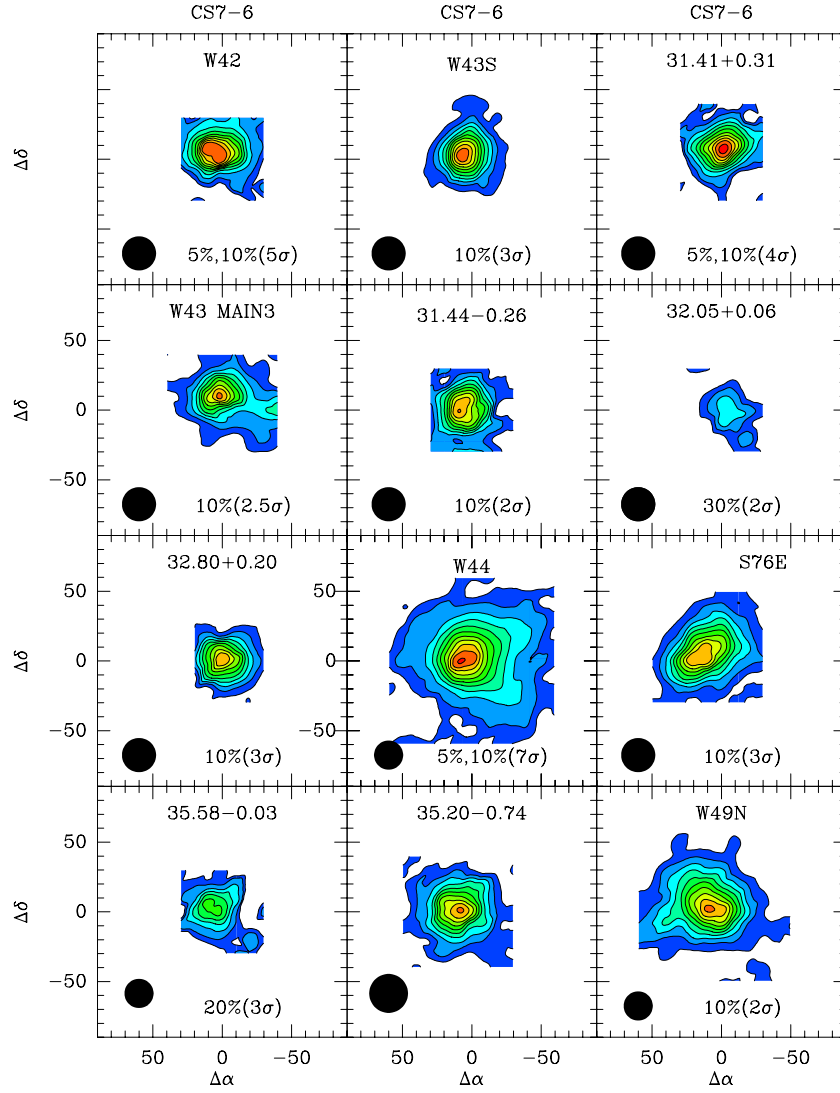 CS7−6 CS7−6 CS7−6
W42 W43S 31.41+0.31
Δδ
5%,10%(5σ) 10%(3σ) 5%,10%(4σ)
W43 MAIN3 31.44−0.26 32.05+0.06
50
Δδ 0
−50
10%(2.5σ) 10%(2σ) 30%(2σ)
32.80+0.20 W44 S76E
50 50
Δδ 0 0
−50 −50
10%(3σ) 5%,10%(7σ) 10%(3σ)
35.58−0.03 35.20−0.74 W49N
50
Δδ 0
−50
20%(3σ) 10%(2σ)
50 0 −50 50 0 −50
Δα Δα